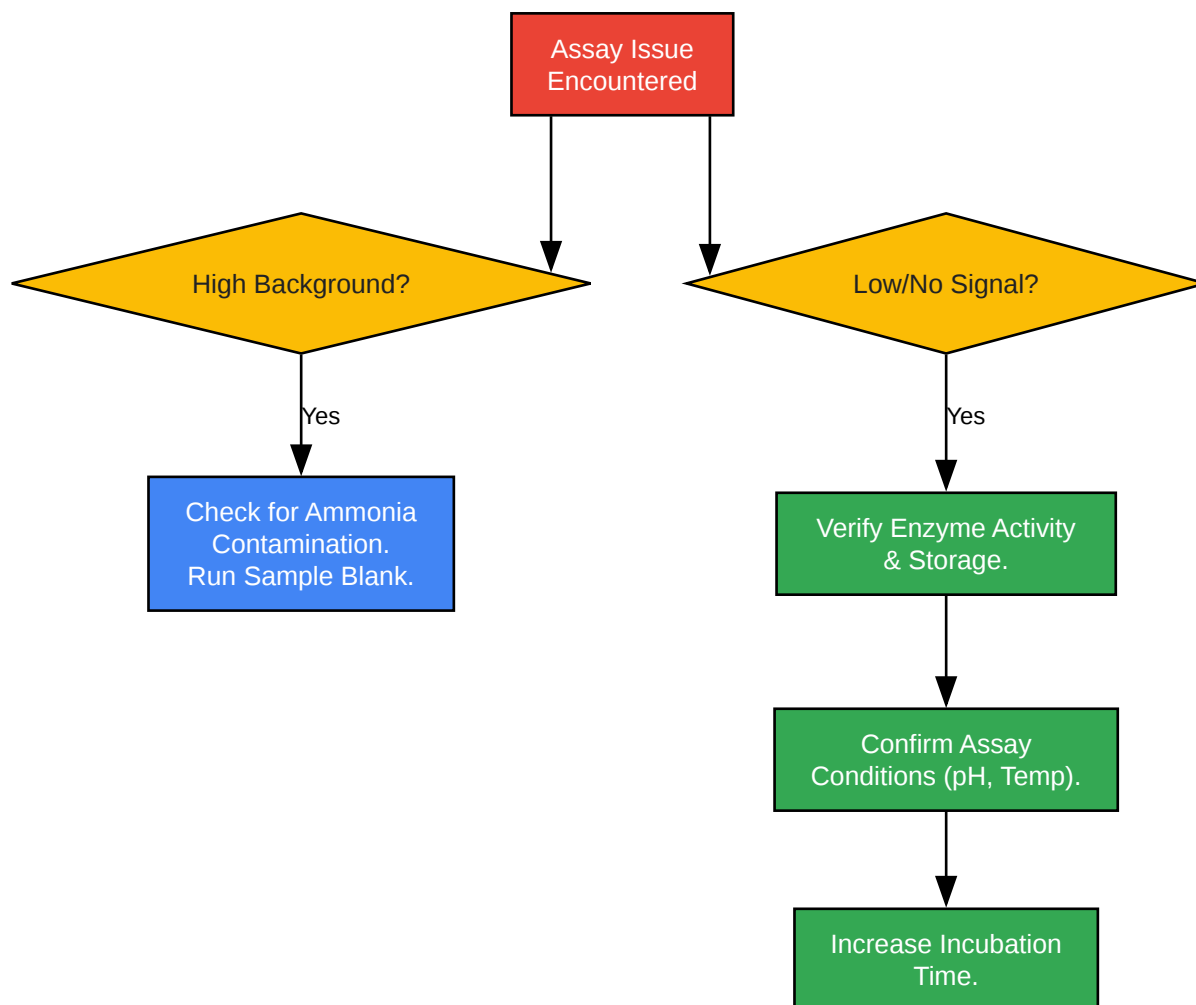 Assay Issue
Encountered
High Background?
Low/No Signal?
Yes
Yes
Check for Ammonia
Contamination.
Run Sample Blank.
Verify Enzyme Activity
& Storage.
Confirm Assay
Conditions (pH, Temp).
Increase Incubation
Time.